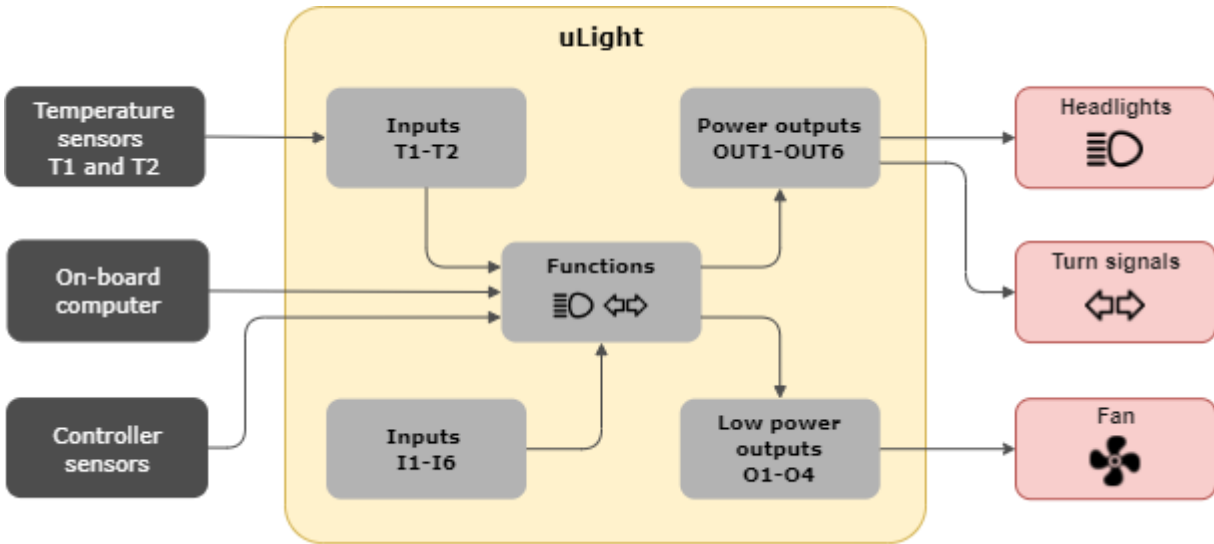 uLight
Temperature
sensors
T1 and T2
Inputs
T1-T2
Power outputs
OUT1-OUT6
Headlights
On-board
computer
Functions
Turn signals
Controller
sensors
Inputs
I1-I6
Low power
outputs
O1-O4
Fan